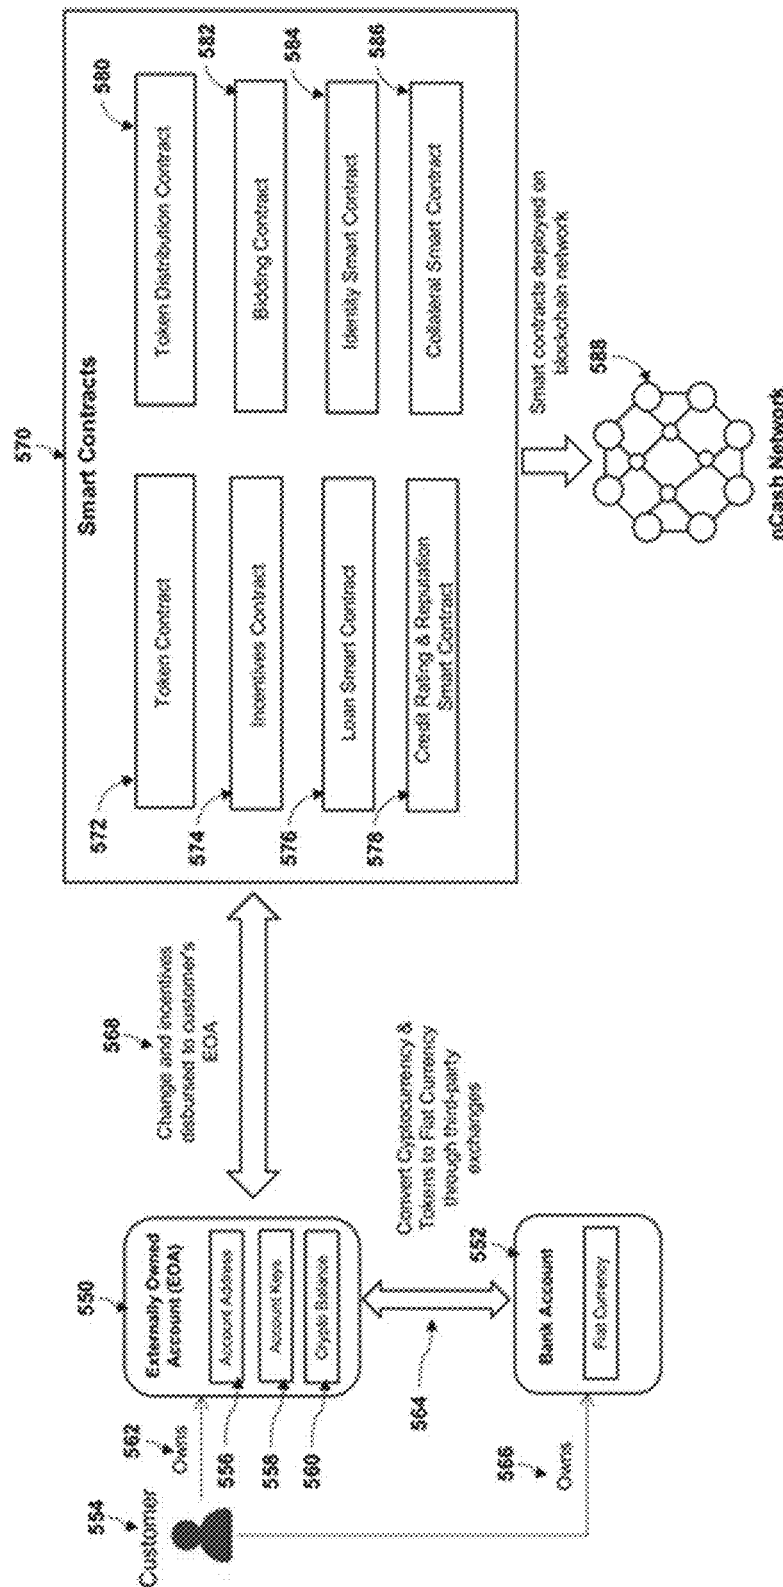 554
Customer
562
Owns
550
Externally Owned
Account (EOA)
Account Address
Account Keys
Crypto Balance
556
558
560
564
Convert Cyptocurrency &
Tokens to Fiat Currency
through third-party
exchanges
566
Owns
552
Bank Account
Fiat Currency
568
Change and incentives
disbursed to customer's
EOA
570
Smart Contracts
572
Token Contract
574
Incentives Contract
576
Loan Smart Contract
578
Credit Rating & Reputation
Smart Contract
580
Token Distribution Contract
582
Bidding Contract
584
Identity Smart Contract
586
Collateral Smart Contract
Smart contracts deployed on
blockchain network
588
nCash Network